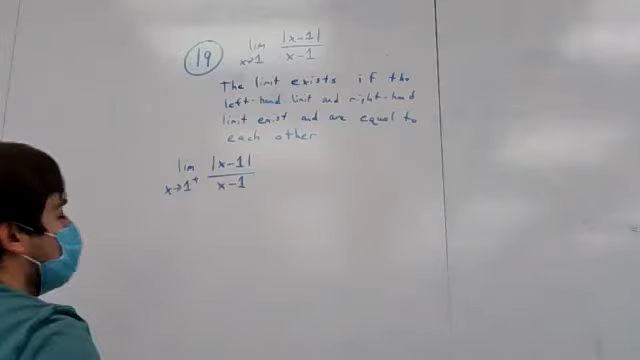 19 lim x→1 |x-1| / x-1
The limit exists if the
left-hand limit and right-hand
limit exist and are equal to
each other
lim x→1⁺ |x-1| / x-1